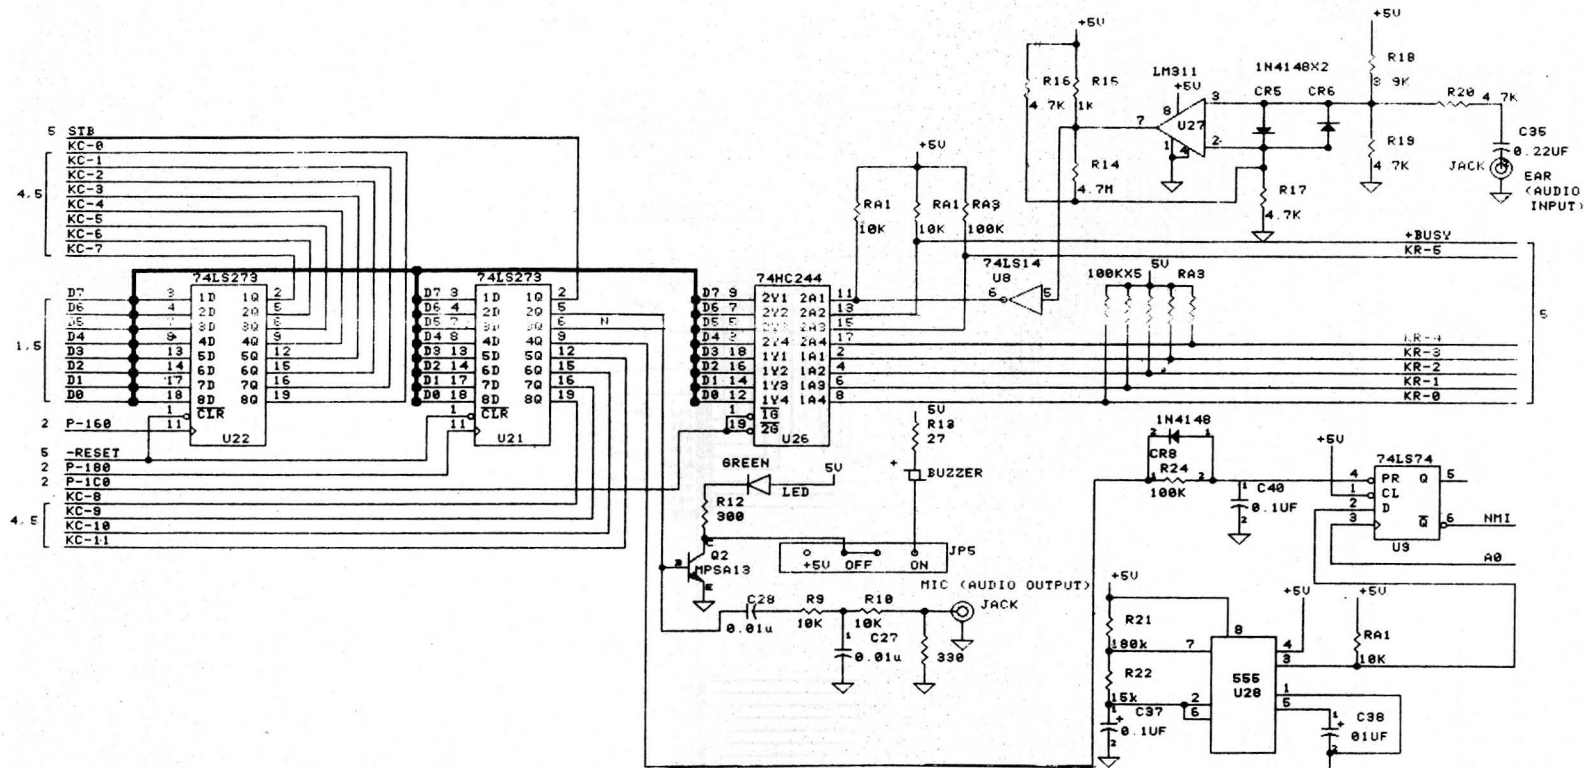 +5V
R18
3 9K
R20
4 7K
C35
0.22UF
JACK
EAR
(AUDIO
INPUT)
R19
4 7K
1N4148X2
CR5
CR6
LM311
+5V
8
U27
3
2
7
1
4
R17
4.7K
+5V
R16
4.7K
R15
1k
R14
4.7M
5 STB
KC-0
KC-1
KC-2
4,5 KC-3
KC-4
KC-5
KC-6
KC-7
+5V
RA1
10K
RA1
10K
RA3
100K
+BUSY
KR-5
74LS14
U8
6
5
100KX5
5V
RA3
5
KR-4
KR-3
KR-2
KR-1
KR-0
74LS273
D7 3 1D 1Q 2
D6 4 2D 2Q 5
D5 7 3D 3Q 6
D4 4D 4Q 9
1,5 D3 13 5D 5Q 12
D2 14 6D 6Q 15
D1 17 7D 7Q 16
D0 18 8D 8Q 19
1 CLR
2 P-160 11
U22
74LS273
D7 3 1D 1Q 2
D6 4 2D 2Q 5
D5 7 3D 3Q 6 N
D4 8 4D 4Q 9
D3 13 5D 5Q 12
D2 14 6D 6Q 15
D1 17 7D 7Q 16
D0 18 8D 8Q 19
1 CLR
11
U21
74HC244
D7 9 2Y1 2A1 11
D6 7 2Y2 2A2 13
D5 5 2Y3 2A3 15
D4 3 2Y4 2A4 17
D3 18 1Y1 1A1 2
D2 16 1Y2 1A2 4
D1 14 1Y3 1A3 6
D0 12 1Y4 1A4 8
1 1G
19 2G
U26
5 -RESET
2 P-180
2 P-1C0
KC-8
4,5 KC-9
KC-10
KC-11
5V
R13
27
+
BUZZER
GREEN
LED
5V
R12
300
C
Q2
B
MPSA13
E
+5V OFF ON
JP5
MIC (AUDIO OUTPUT)
JACK
C28
0.01u
R9
10K
R10
10K
1
C27
0.01u
2
330
1N4148
2 1
CR8
1 R24 2
100K
1
C40
0.1UF
2
+5V
74LS74
4 PR Q 5
1 CL
2 D
3 Q 6 NMI
U9
A0
+5V
R21
180k
R22
15k
1
C37
+
0.1UF
2
8
7
2
6
555
U28
4
3
1
5
+5V
+5V
RA1
10K
1
C38
+
01UF
2